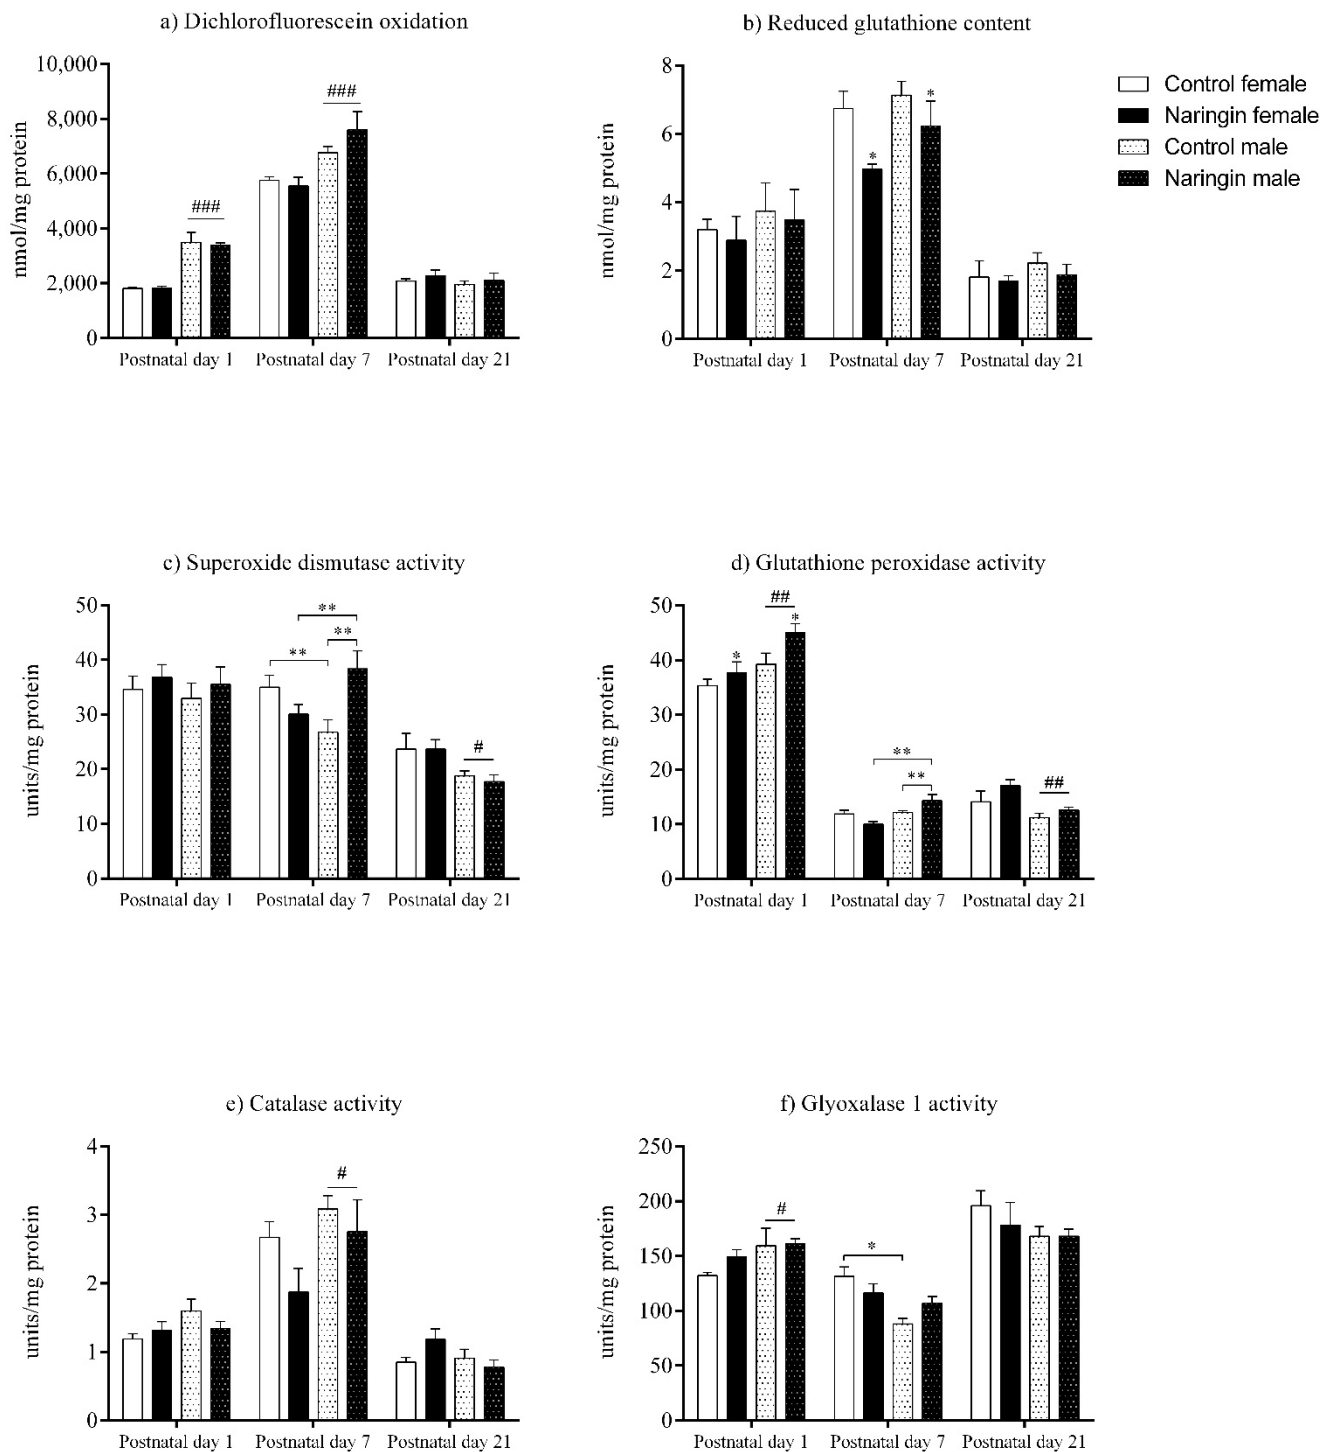 a) Dichlorofluorescein oxidation
10,000
8,000
6,000
4,000
2,000
0
nmol/mg protein
###
###
Postnatal day 1
Postnatal day 7
Postnatal day 21
b) Reduced glutathione content
8
6
4
2
0
nmol/mg protein
*
*
Postnatal day 1
Postnatal day 7
Postnatal day 21
Control female
Naringin female
Control male
Naringin male
c) Superoxide dismutase activity
50
40
30
20
10
0
units/mg protein
**
**
**
#
Postnatal day 1
Postnatal day 7
Postnatal day 21
d) Glutathione peroxidase activity
50
40
30
20
10
0
units/mg protein
##
*
*
**
**
##
Postnatal day 1
Postnatal day 7
Postnatal day 21
e) Catalase activity
4
3
2
1
0
units/mg protein
#
Postnatal day 1
Postnatal day 7
Postnatal day 21
f) Glyoxalase 1 activity
250
200
150
100
50
0
units/mg protein
#
*
Postnatal day 1
Postnatal day 7
Postnatal day 21